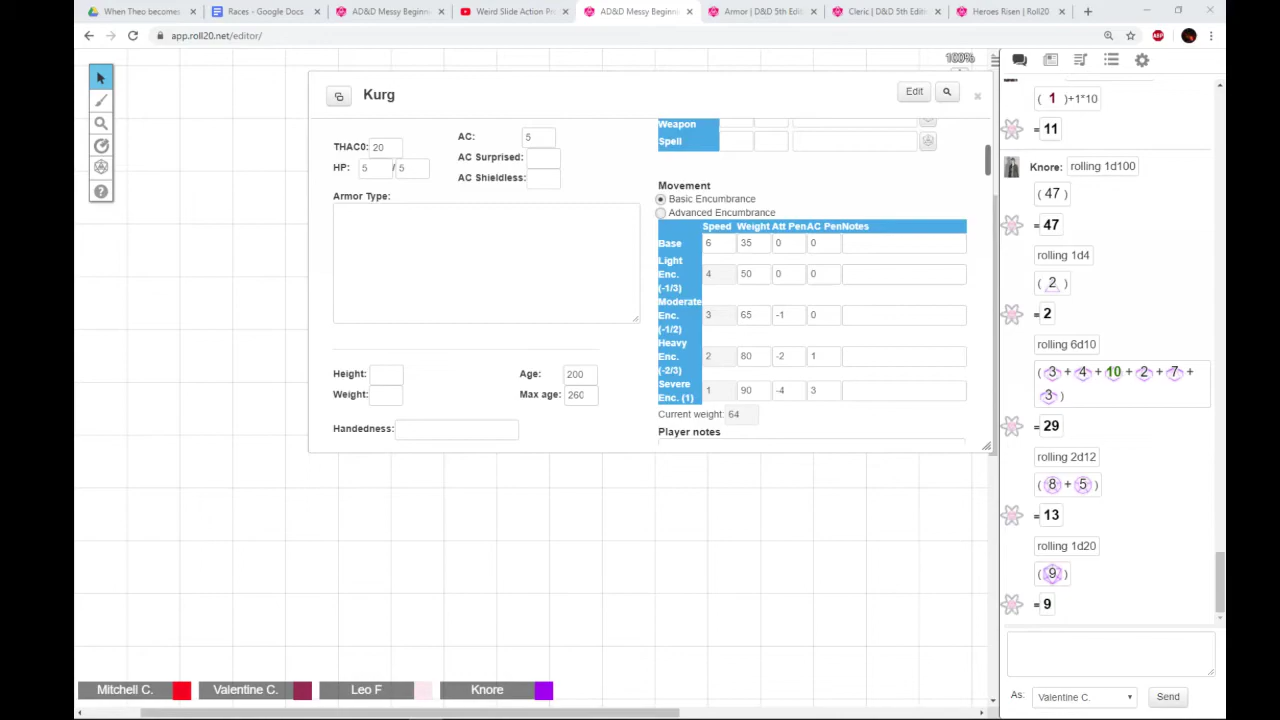 When Theo becomes
Races - Google Docs
AD&D Messy Beginni
Weird Slide Action Pri
AD&D Messy Beginni
Armor | D&D 5th Edi
Cleric | D&D 5th Edi
Heroes Risen | Roll20
app.roll20.net/editor/
100%
Kurg
Edit
THAC0: 20
HP: 5 / 5
AC: 5
AC Surprised:
AC Shieldless:
Armor Type:
Height:
Weight:
Age: 200
Max age: 260
Handedness:
Weapon
Spell
Movement
Basic Encumbrance
Advanced Encumbrance
Speed Weight Att Pen AC Pen Notes
Base 6 35 0 0
Light Enc. (-1/3) 4 50 0 0
Moderate Enc. (-1/2) 3 65 -1 0
Heavy Enc. (-2/3) 2 80 -2 1
Severe Enc. (1) 1 90 -4 3
Current weight: 64
Player notes
( 1 )+1*10
= 11
Knore: rolling 1d100
( 47 )
= 47
rolling 1d4
( 2 )
= 2
rolling 6d10
( 3 + 4 + 10 + 2 + 7 +
3 )
= 29
rolling 2d12
( 8 + 5 )
= 13
rolling 1d20
( 9 )
= 9
As: Valentine C.
Send
Mitchell C.
Valentine C.
Leo F
Knore